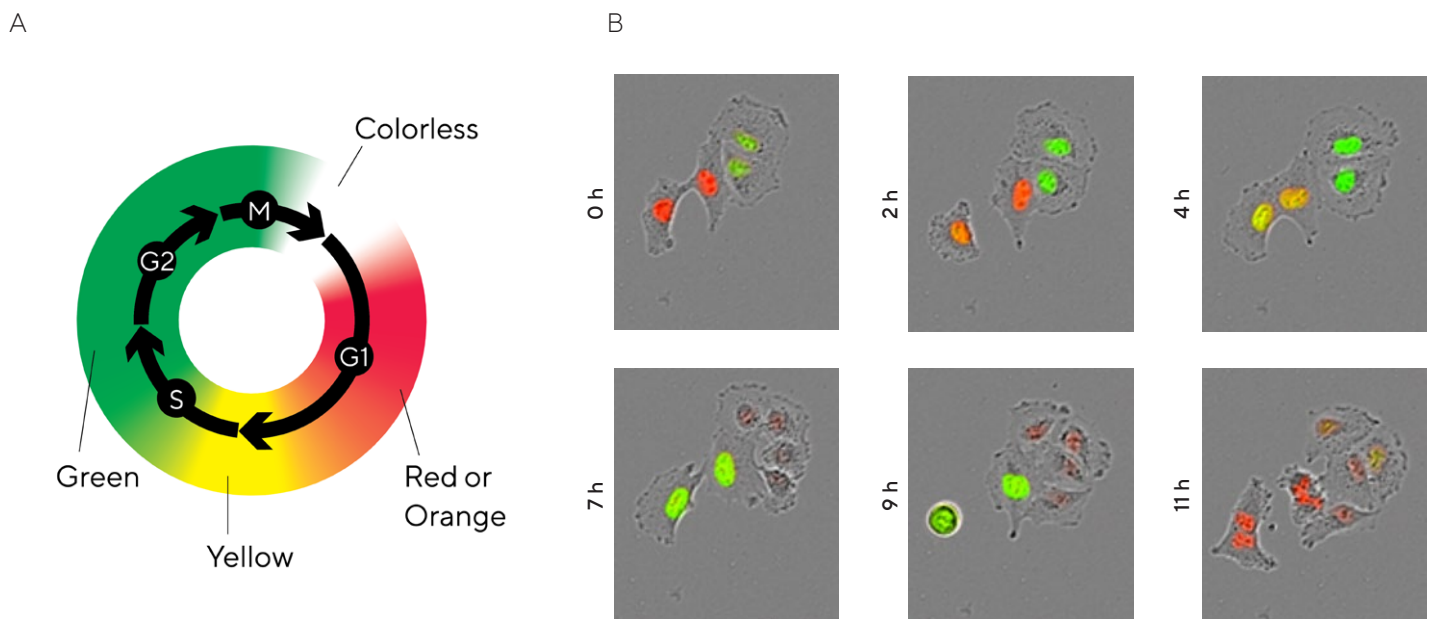 A
Colorless
M
G2
G1
S
Green
Red or
Orange
Yellow
B
0 h
2 h
4 h
7 h
9 h
11 h